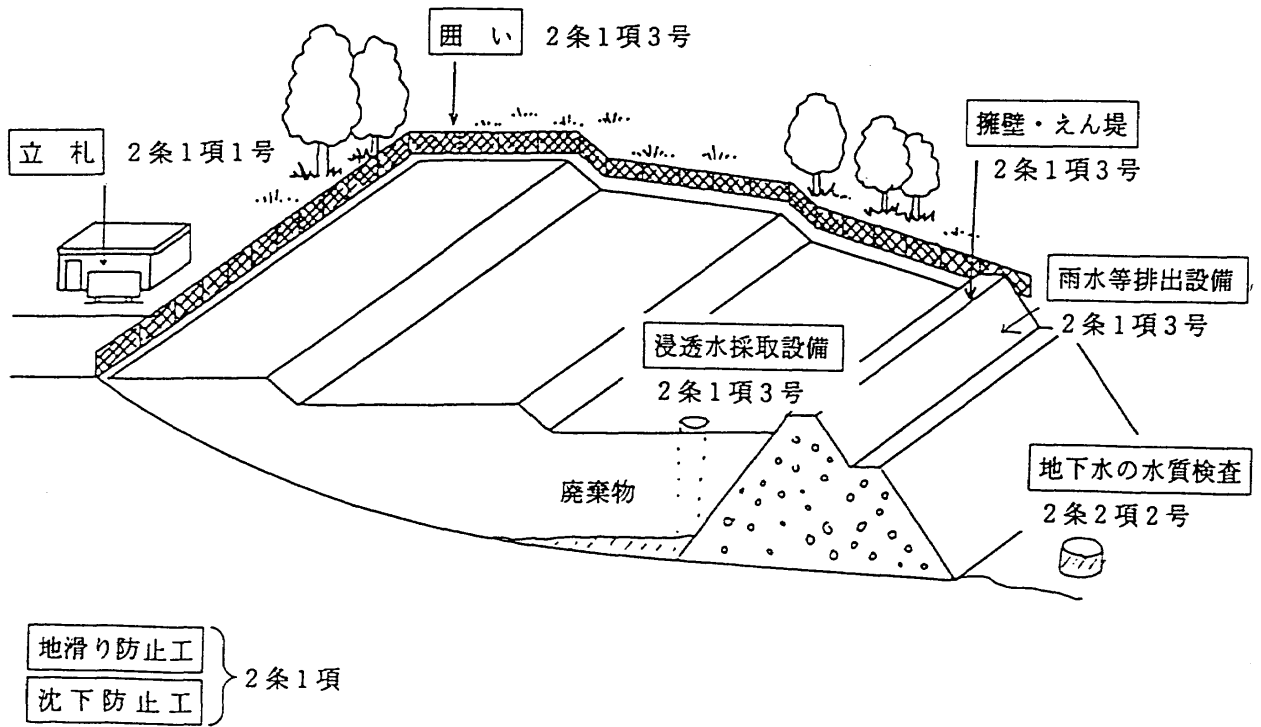 囲い 2条1項3号
擁壁・えん堤
2条1項3号
立札 2条1項1号
雨水等排出設備
2条1項3号
浸透水採取設備
2条1項3号
地下水の水質検査
2条2項2号
廃棄物
地滑り防止工
沈下防止工
2条1項